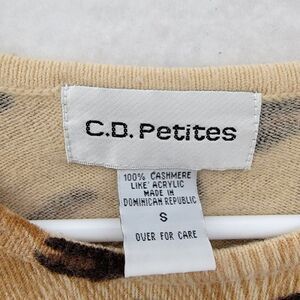 C.D. Petites
100% CASHMERE
LIKE ACRYLIC
MADE IN
DOMINICAN REPUBLIC
S
OVER FOR CARE